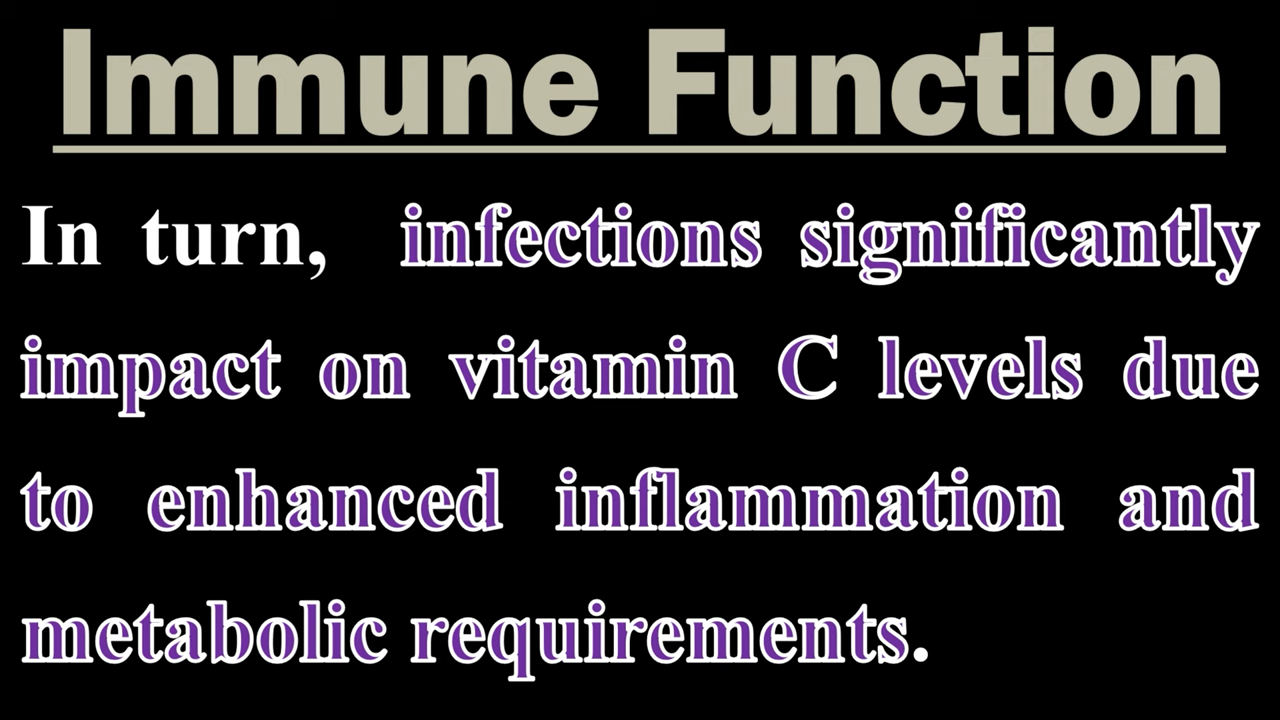 Immune Function
In turn, infections significantly
impact on vitamin C levels due
to enhanced inflammation and
metabolic requirements.